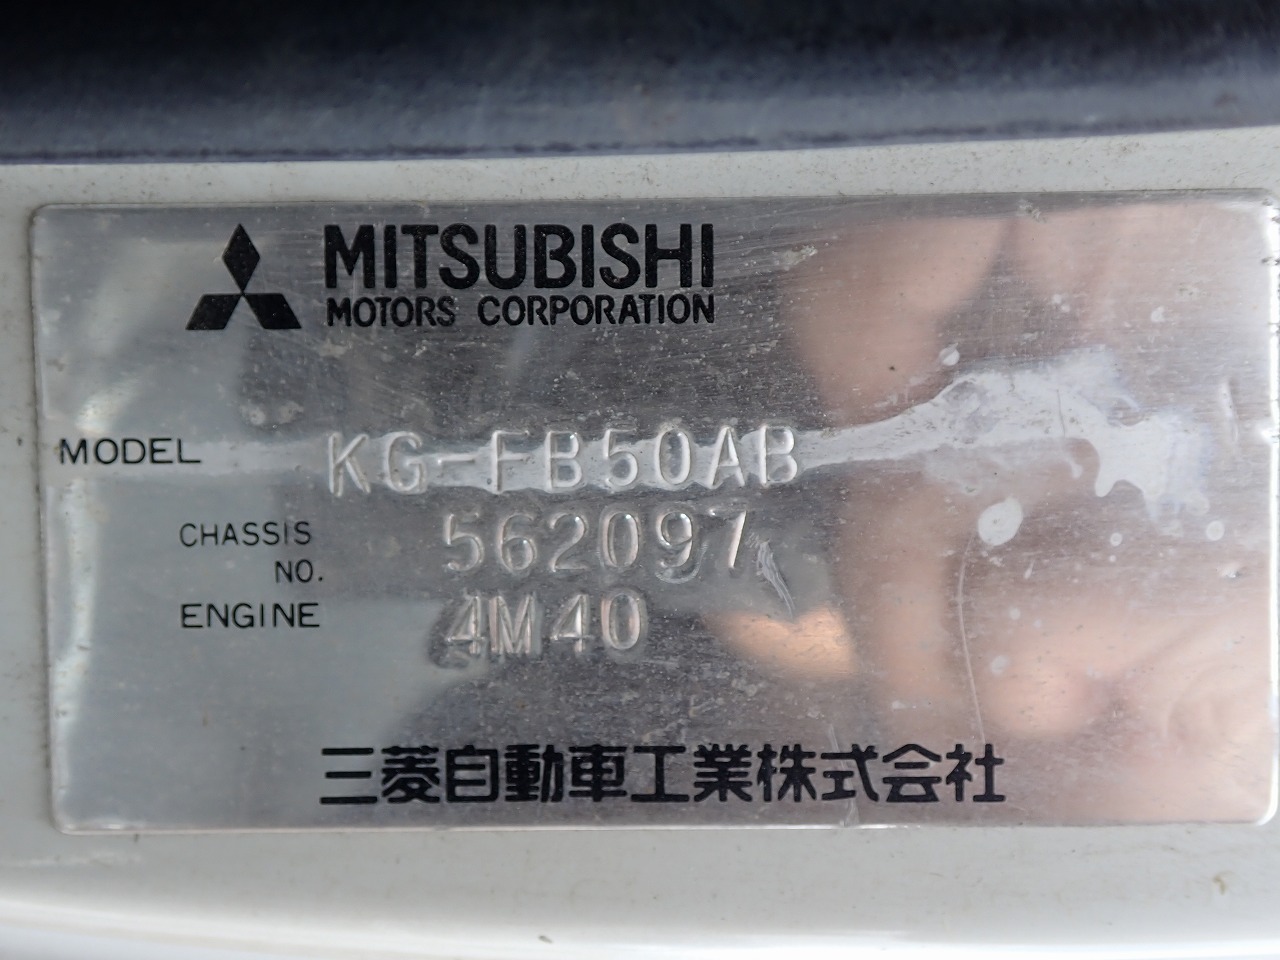 MITSUBISHI
MOTORS CORPORATION
MODEL KG-FB50AB
CHASSIS NO. 562097
ENGINE 4M40
三菱自動車工業株式会社